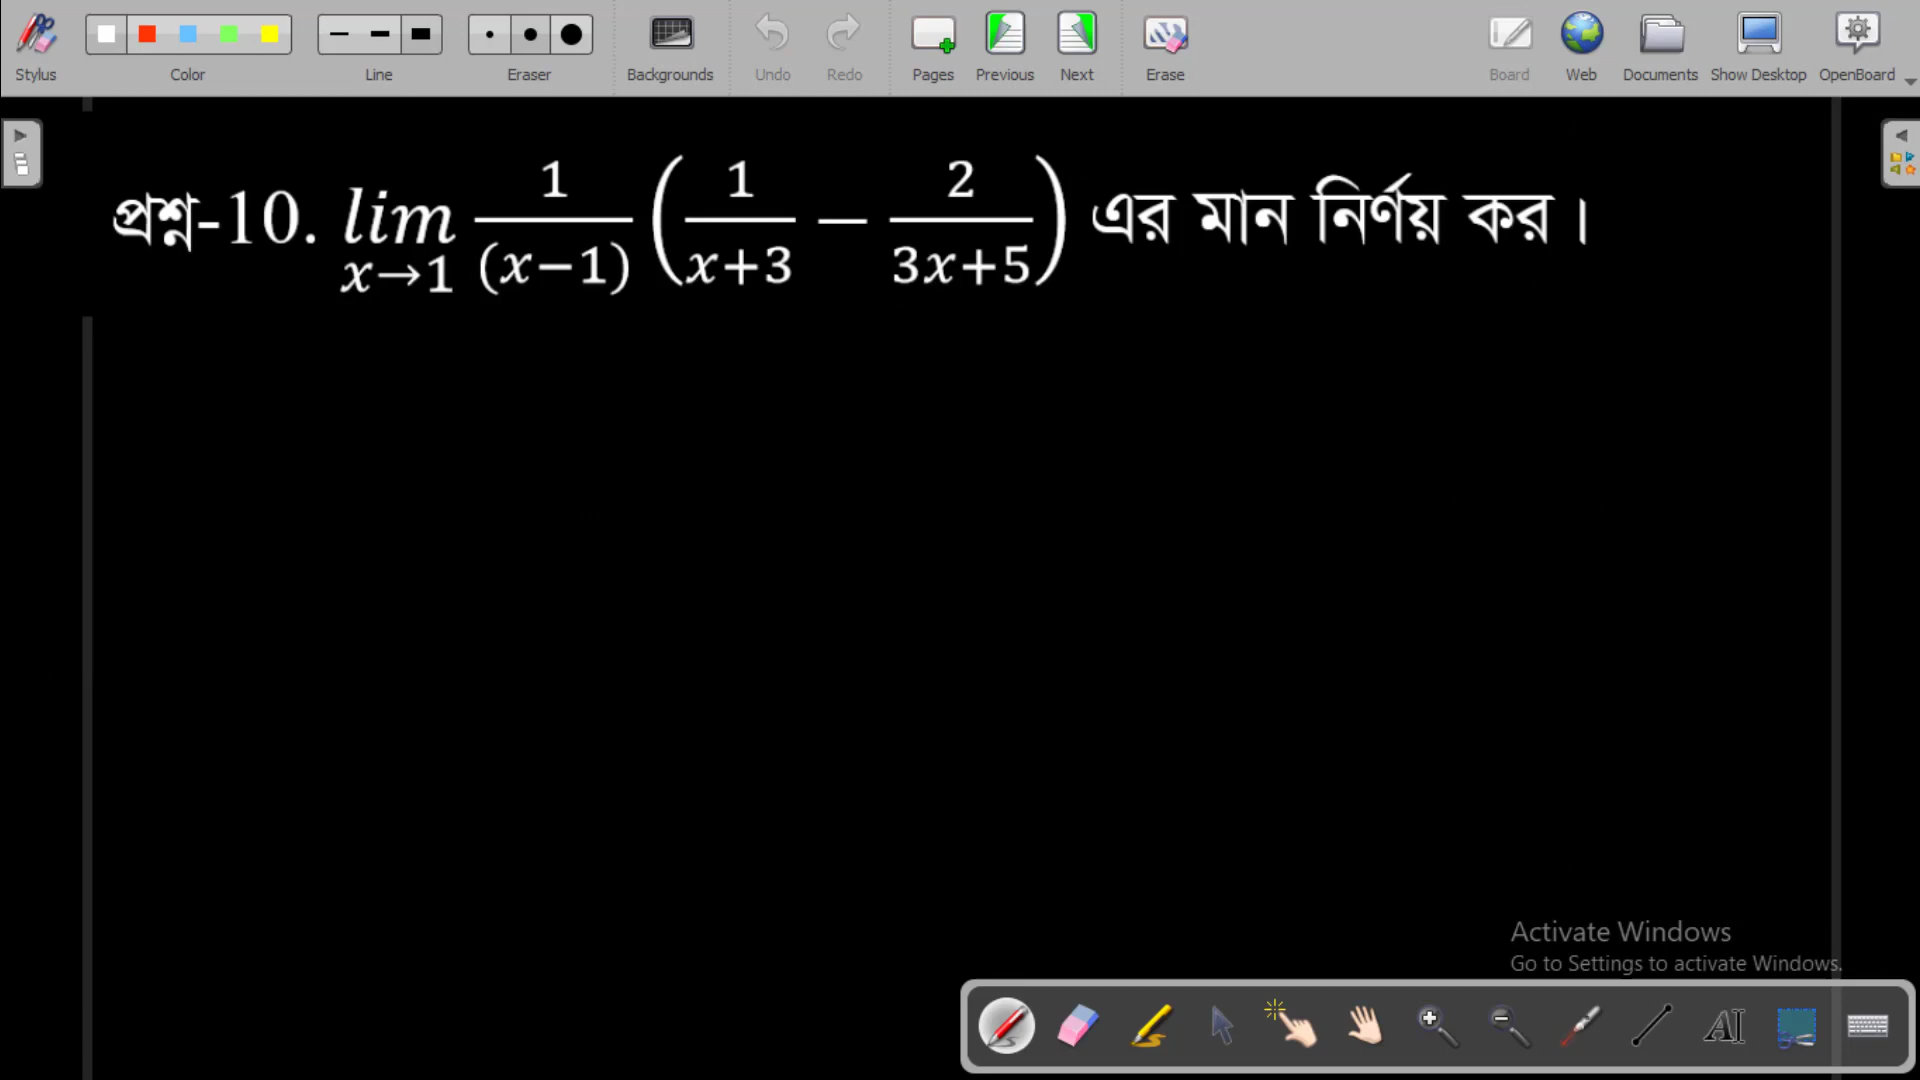 Stylus Color Line Eraser Backgrounds Undo Redo Pages Previous Next Erase Board Web Documents Show Desktop OpenBoard
প্রশ্ন-10. lim x→1 1/(x−1) (1/(x+3) − 2/(3x+5)) এর মান নির্ণয় কর।
Activate Windows
Go to Settings to activate Windows.
AI